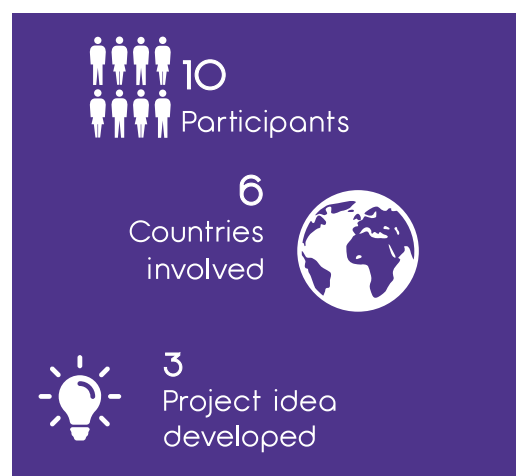 10
Participants
6
Countries
involved
3
Project idea
developed